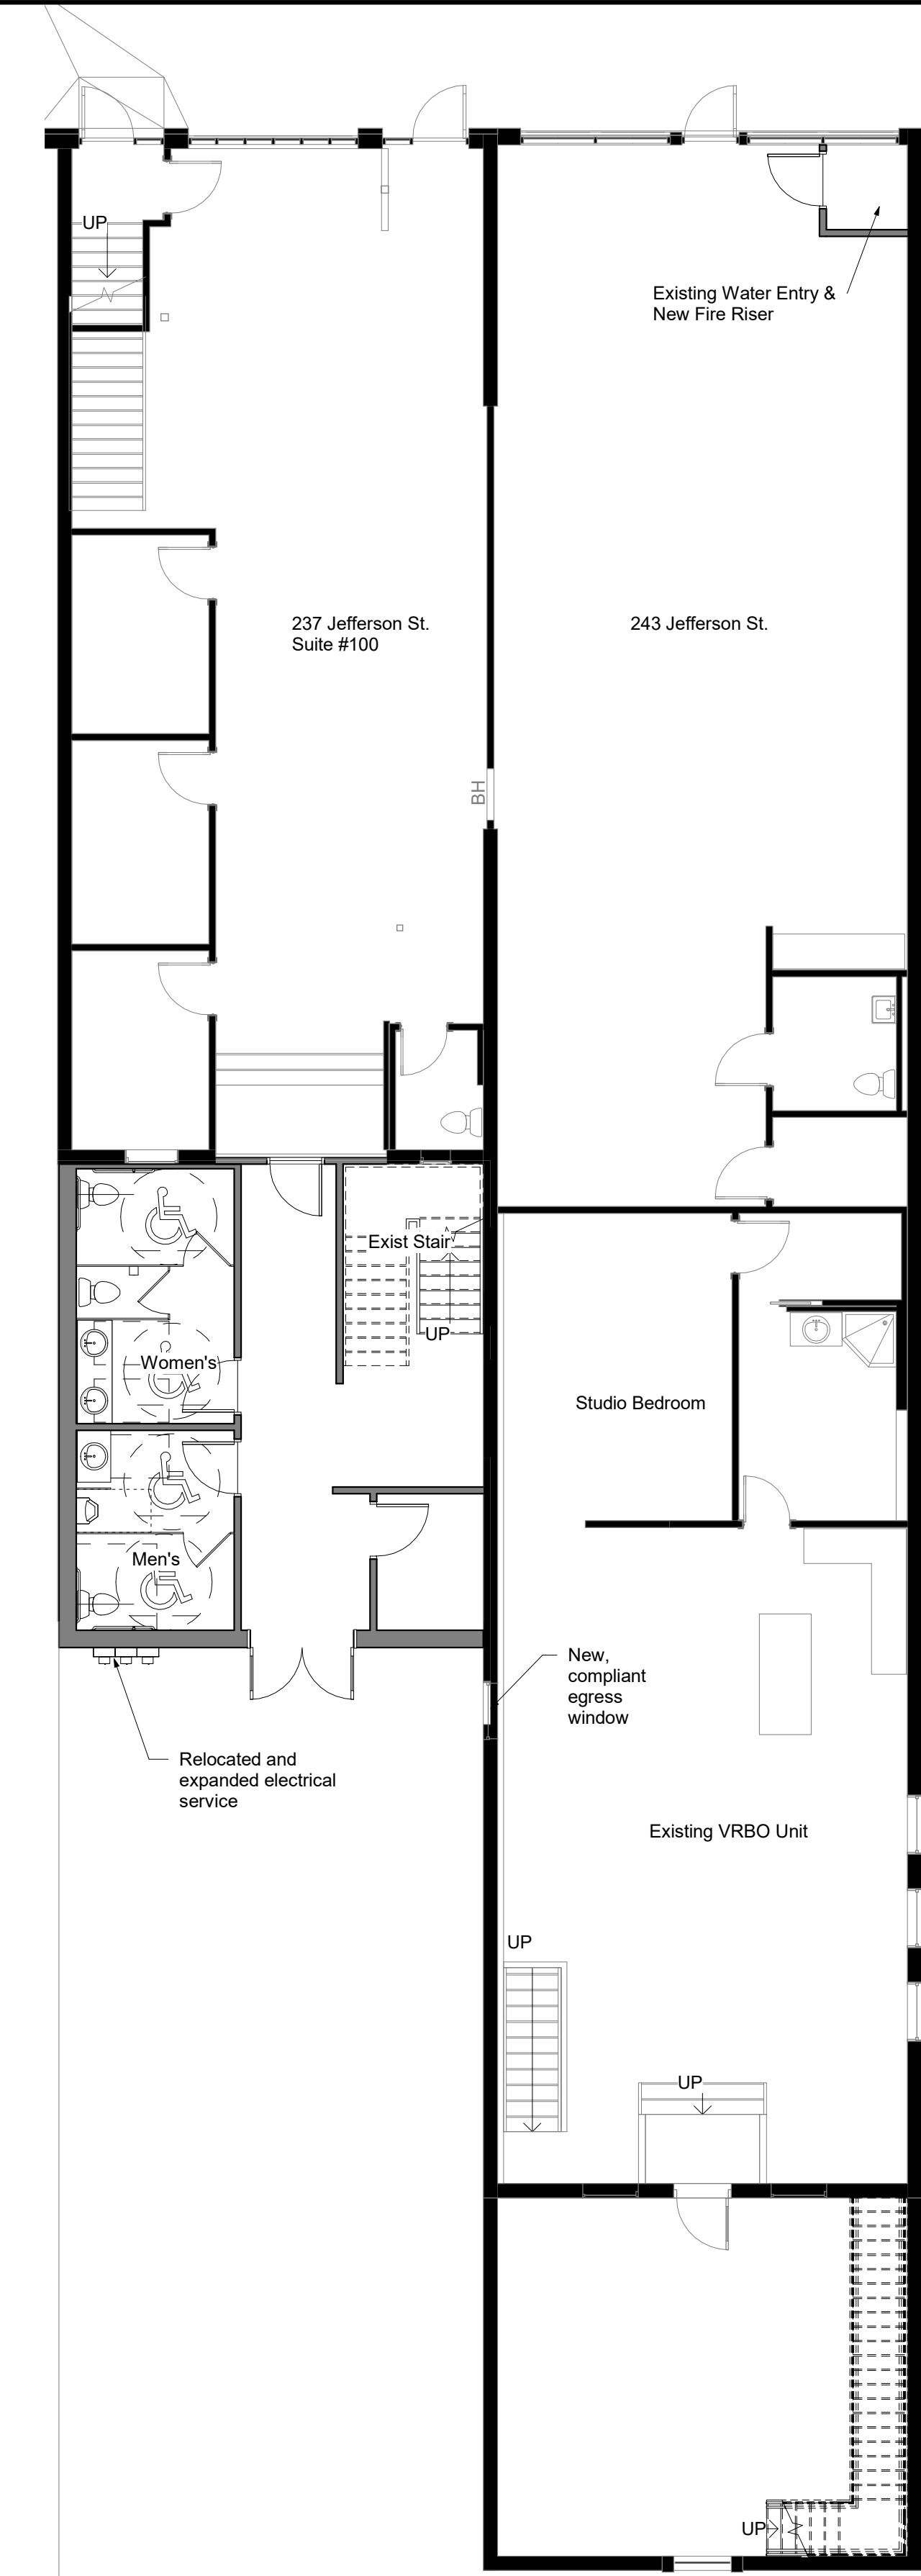 UP
Existing Water Entry &
New Fire Riser
237 Jefferson St.
Suite #100
243 Jefferson St.
BH
Exist Stair
UP
Women's
Studio Bedroom
Men's
New,
compliant
egress
window
Relocated and
expanded electrical
service
Existing VRBO Unit
UP
UP
UP